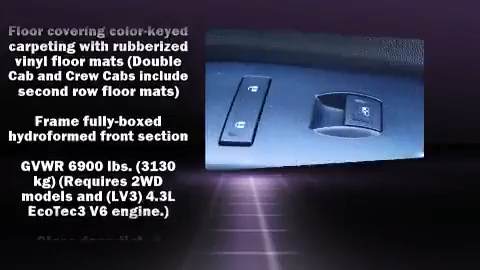 Floor covering color-keyed
carpeting with rubberized
vinyl floor mats (Double
Cab and Crew Cabs include
second row floor mats)
Frame fully-boxed
hydroformed front section
GVWR 6900 lbs. (3130
kg) (Requires 2WD
models and (LV3) 4.3L
EcoTec3 V6 engine.)